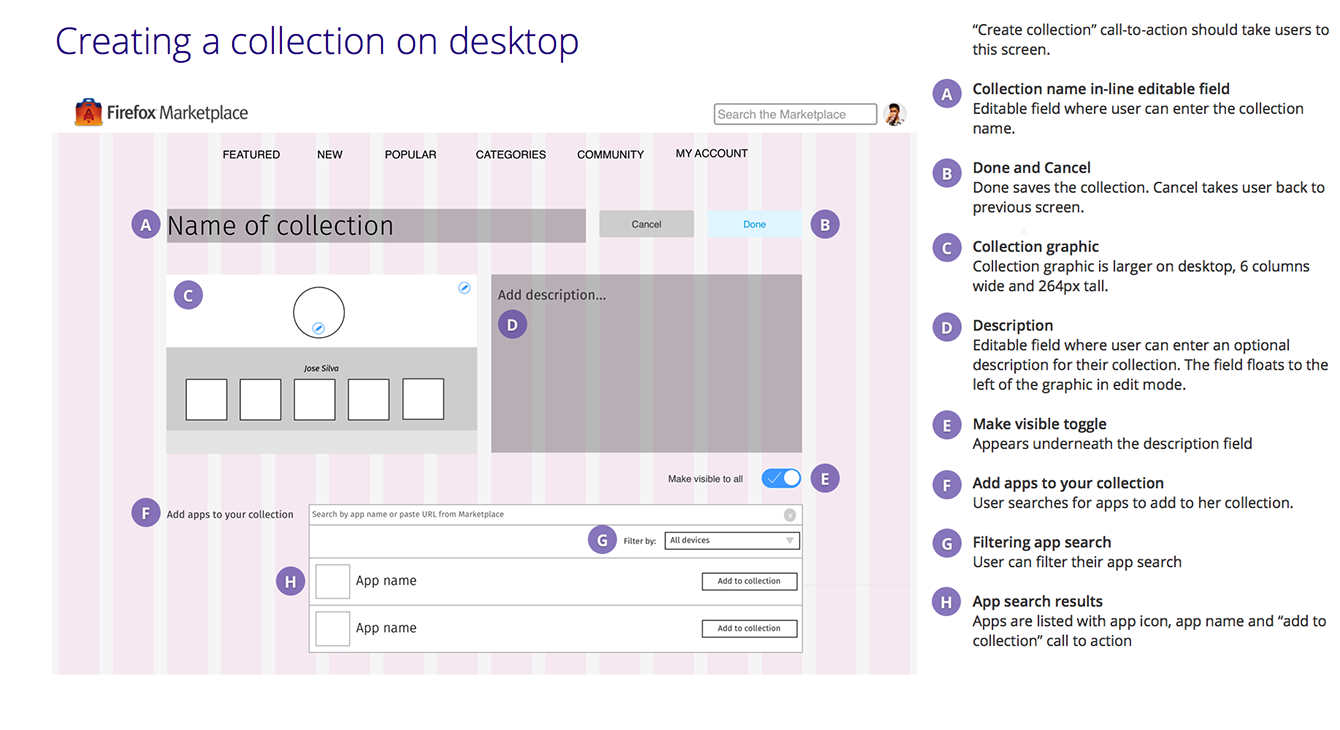 Creating a collection on desktop
Firefox Marketplace
Search the Marketplace
FEATURED NEW POPULAR CATEGORIES COMMUNITY MY ACCOUNT
A Name of collection
Cancel
Done
B
C
Jose Silva
Add description...
D
Make visible to all
E
F Add apps to your collection
Search by app name or paste URL from Marketplace
x
G Filter by: All devices
H App name Add to collection
App name Add to collection
“Create collection” call-to-action should take users to
this screen.
A Collection name in-line editable field
Editable field where user can enter the collection
name.
B Done and Cancel
Done saves the collection. Cancel takes user back to
previous screen.
C Collection graphic
Collection graphic is larger on desktop, 6 columns
wide and 264px tall.
D Description
Editable field where user can enter an optional
description for their collection. The field floats to the
left of the graphic in edit mode.
E Make visible toggle
Appears underneath the description field
F Add apps to your collection
User searches for apps to add to her collection.
G Filtering app search
User can filter their app search
H App search results
Apps are listed with app icon, app name and “add to
collection” call to action